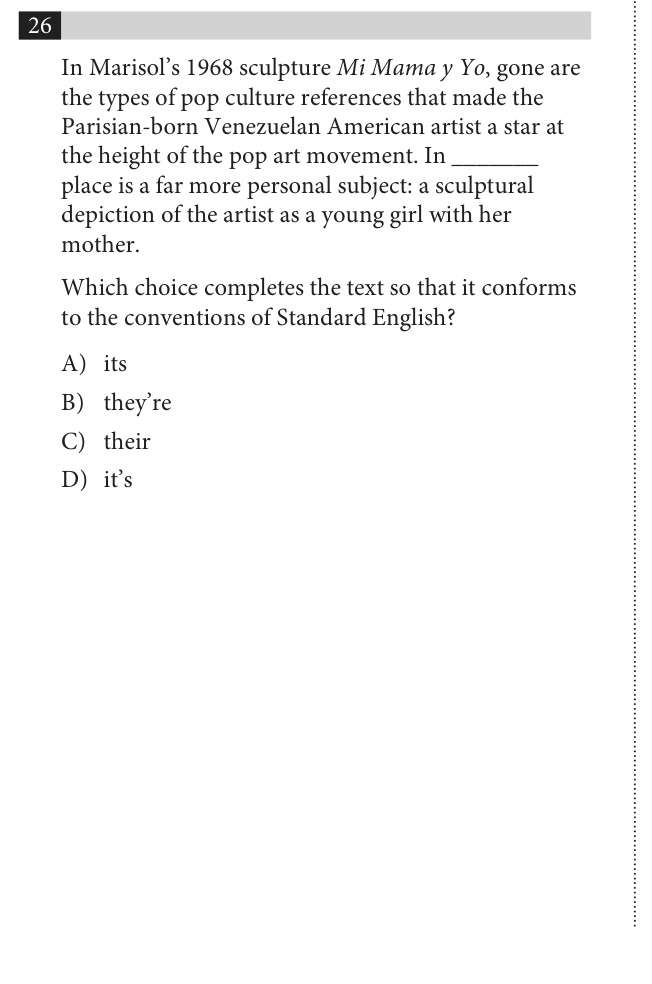 26
In Marisol’s 1968 sculpture Mi Mama y Yo, gone are
the types of pop culture references that made the
Parisian-born Venezuelan American artist a star at
the height of the pop art movement. In _______
place is a far more personal subject: a sculptural
depiction of the artist as a young girl with her
mother.
Which choice completes the text so that it conforms
to the conventions of Standard English?
A) its
B) they’re
C) their
D) it’s